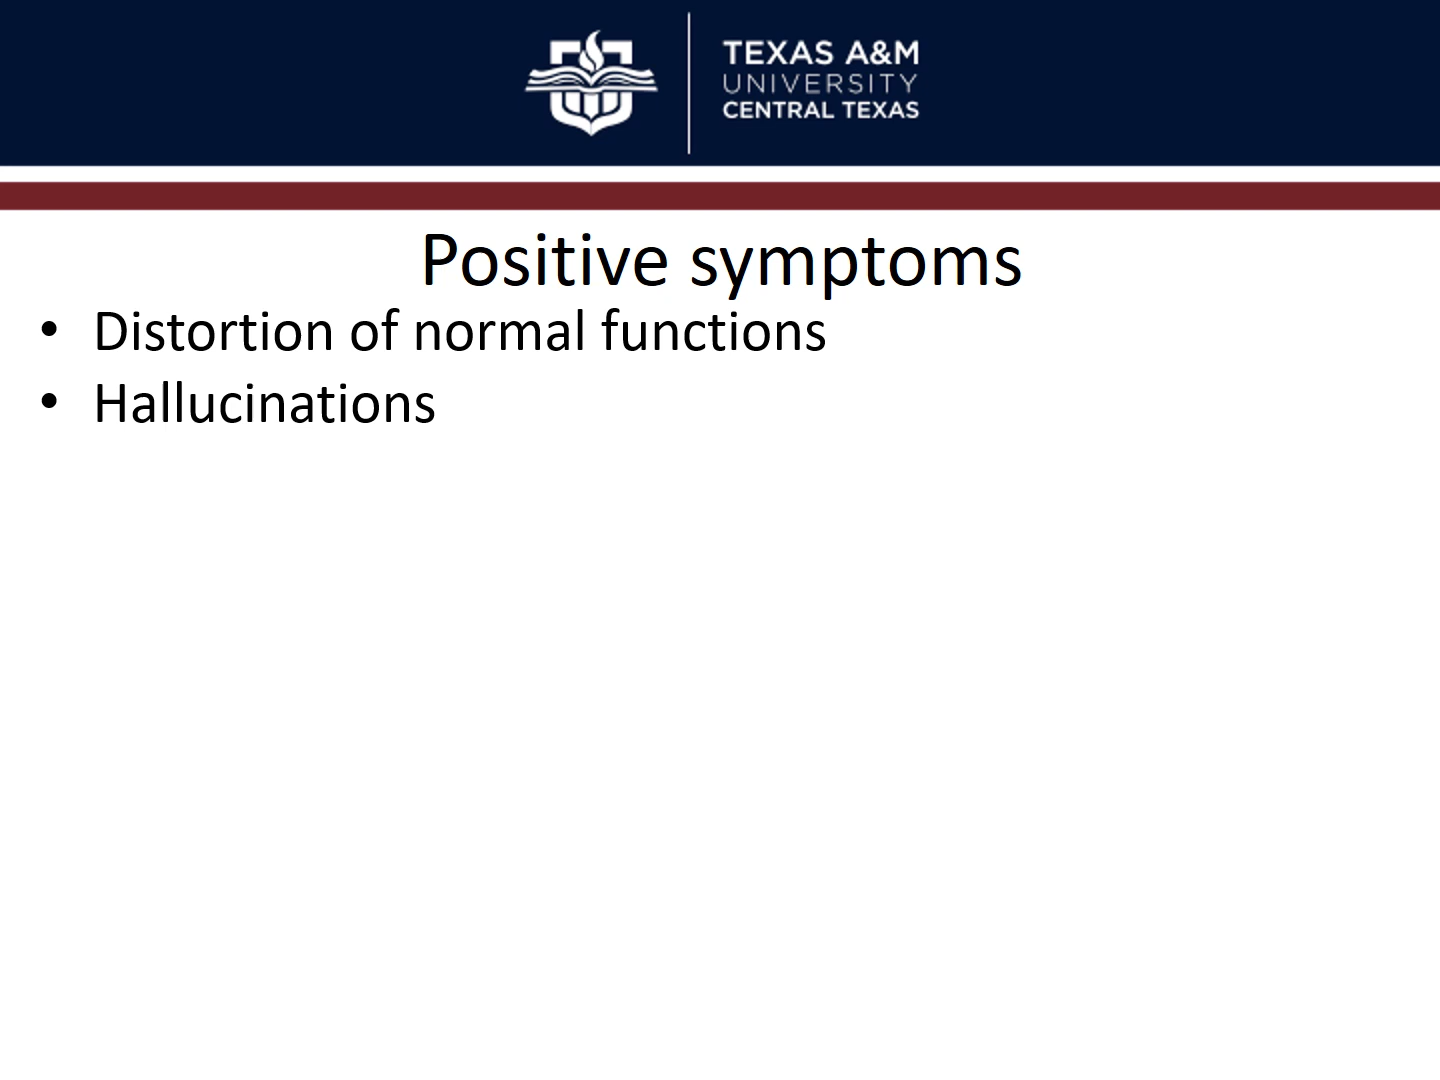 TEXAS A&M
UNIVERSITY
CENTRAL TEXAS
Positive symptoms
• Distortion of normal functions
• Hallucinations